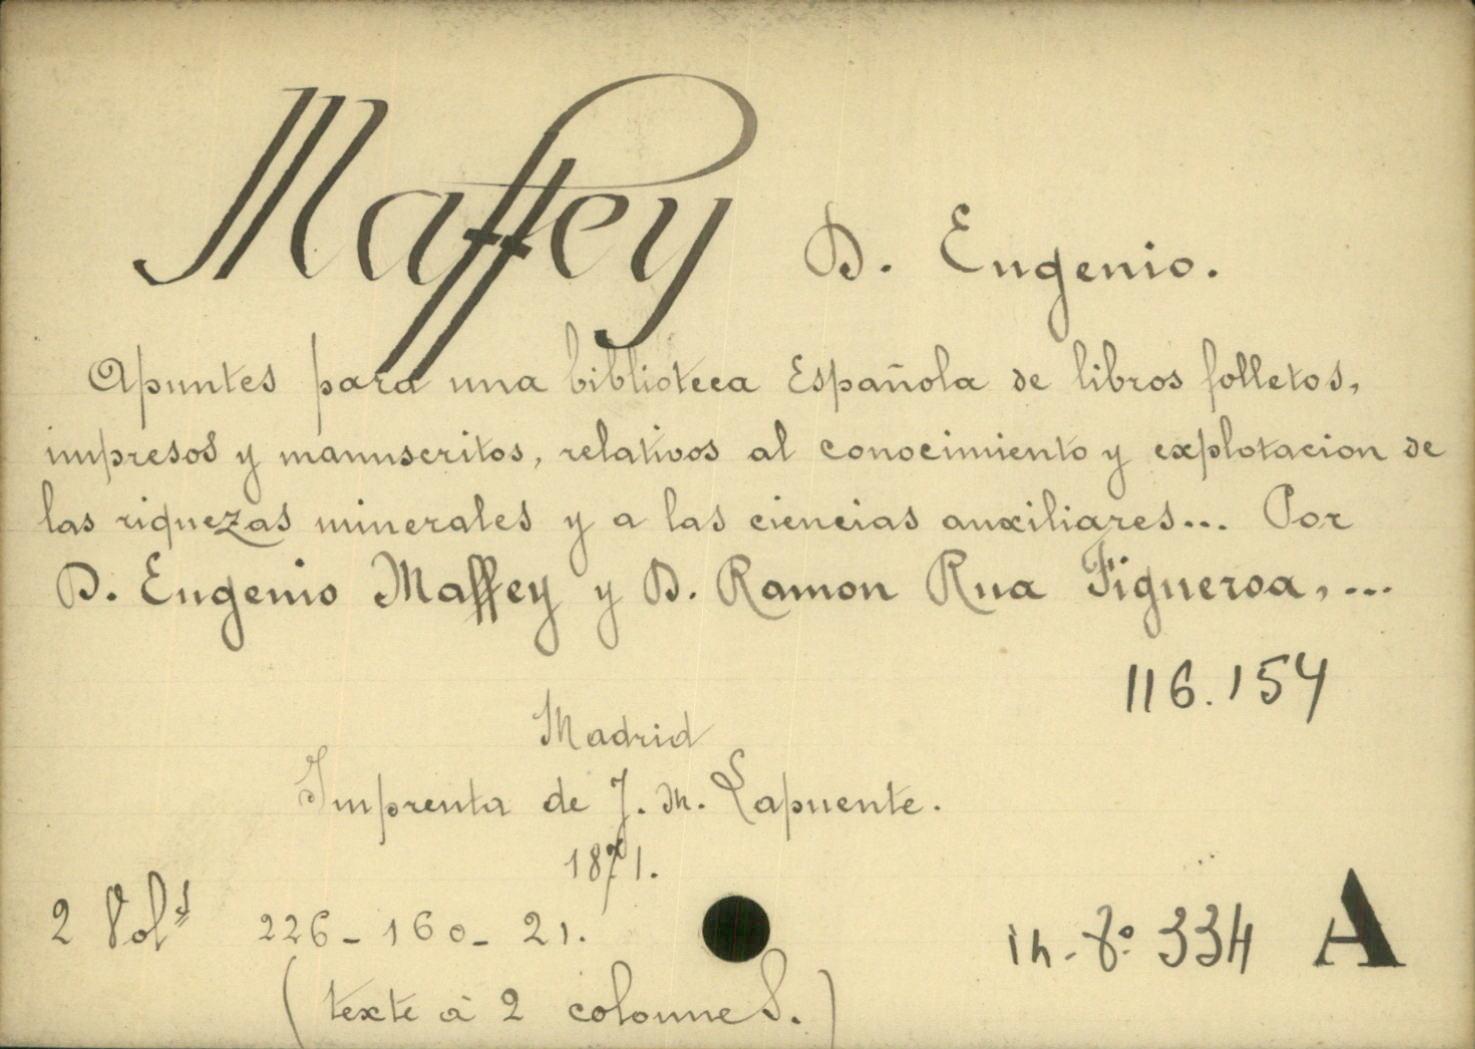 Maffey D. Eugenio.
Apuntes para una biblioteca Española de libros folletos,
impresos y manuscritos, relativos al conocimiento y explotacion de
las riquezas minerales y a las ciencias auxiliares... Por
D. Eugenio Maffey y D. Ramon Rua Figueroa, ...
116.154
Madrid
Imprenta de J. M. Lapuente.
1871.
2 Vols 226-160-21. in-8º 334 A
(texte à 2 colonnes.)